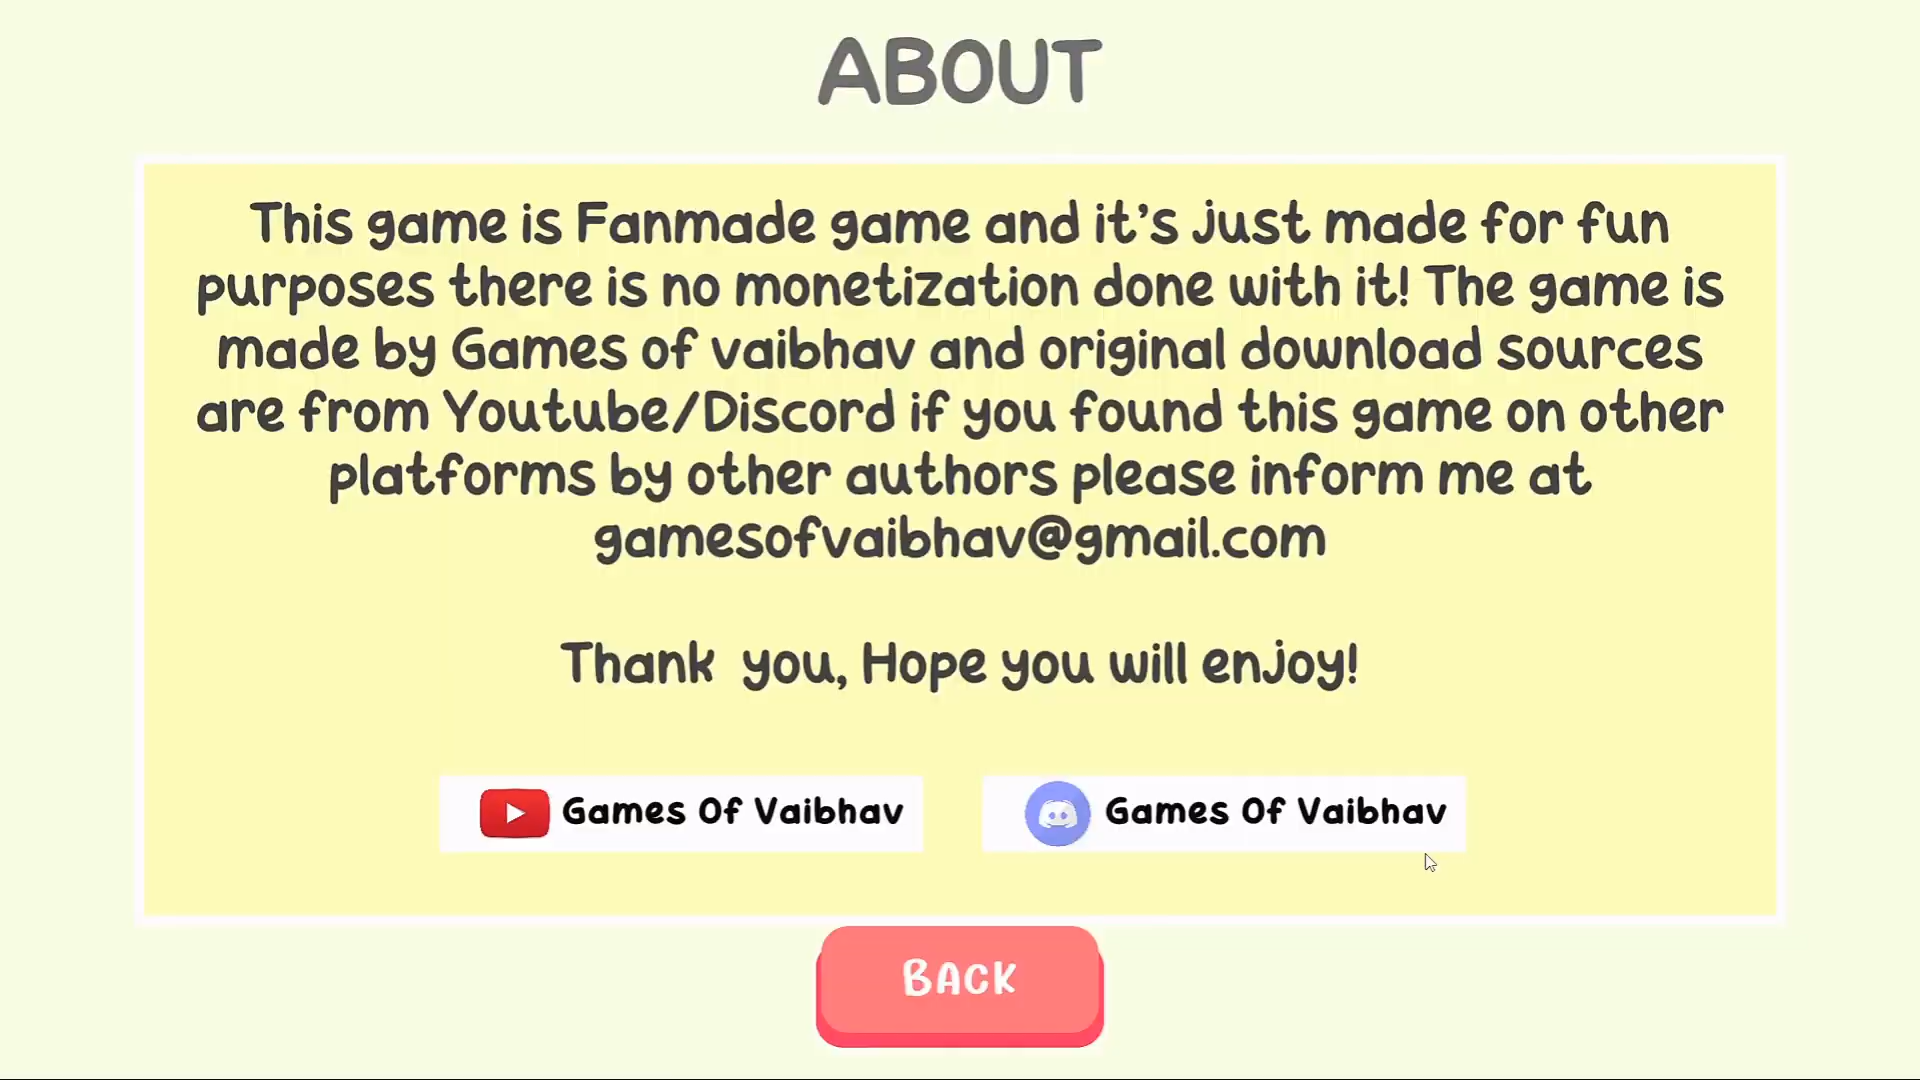 ABOUT
This game is Fanmade game and it's just made for fun
purposes there is no monetization done with it! The game is
made by Games of vaibhav and original download sources
are from Youtube/Discord if you found this game on other
platforms by other authors please inform me at
gamesofvaibhav@gmail.com
Thank  you, Hope you will enjoy!
Games Of Vaibhav
Games Of Vaibhav
BACK